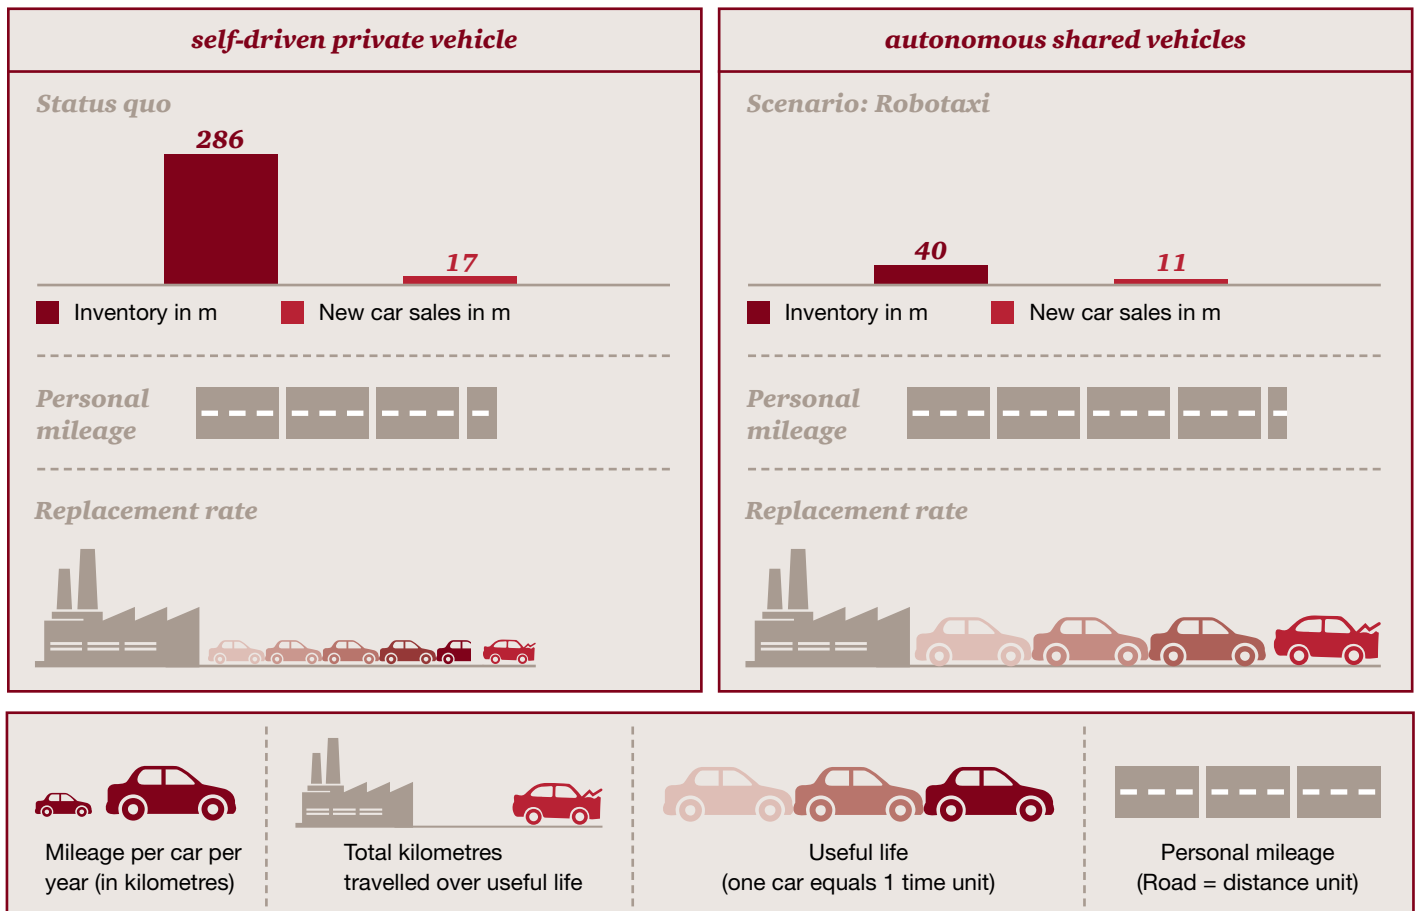 self-driven private vehicle
Status quo
286
17
Inventory in m
New car sales in m
Personal
mileage
Replacement rate
autonomous shared vehicles
Scenario: Robotaxi
40
11
Inventory in m
New car sales in m
Personal
mileage
Replacement rate
Mileage per car per
year (in kilometres)
Total kilometres
travelled over useful life
Useful life
(one car equals 1 time unit)
Personal mileage
(Road = distance unit)